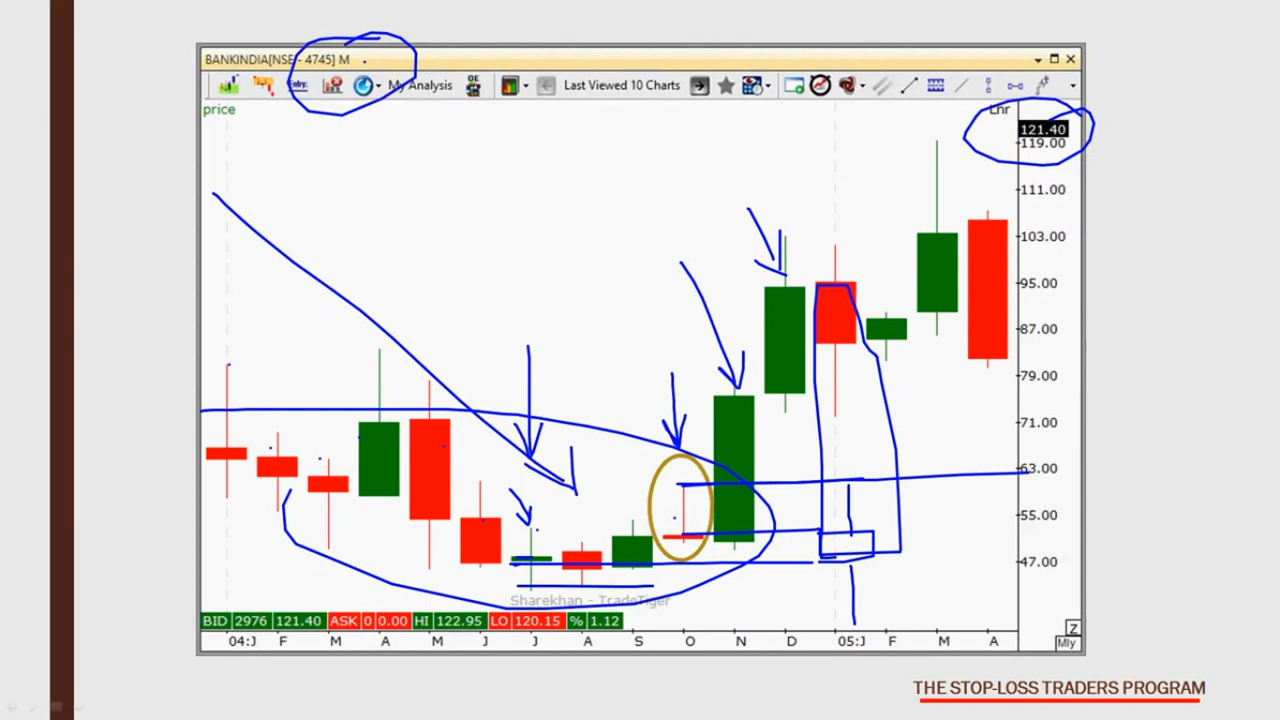 BANKINDIA[NSE - 4745] M
Entry: My Analysis OE Last Viewed 10 Charts
price
Lnr
121.40
119.00
111.00
103.00
95.00
87.00
79.00
71.00
63.00
55.00
47.00
Sharekhan - TradeTiger
BID 2976 121.40 ASK 0 0.00 HI 122.95 LO 120.15 % 1.12
Z
04:J F M A M J J A S O N D 05:J F M A Mly
THE STOP-LOSS TRADERS PROGRAM